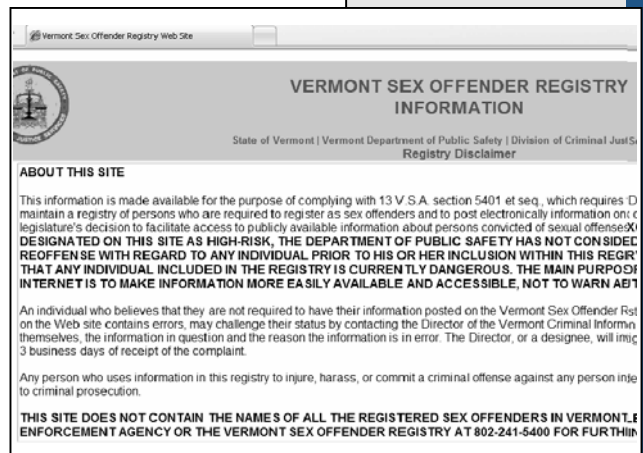 Vermont Sex Offender Registry Web Site
VERMONT SEX OFFENDER REGISTRY
INFORMATION
State of Vermont | Vermont Department of Public Safety | Division of Criminal Just
Registry Disclaimer
ABOUT THIS SITE
This information is made available for the purpose of complying with 13 V.S.A. section 5401 et seq., which requires
maintain a registry of persons who are required to register as sex offenders and to post electronically information on
legislature's decision to facilitate access to publicly available information about persons convicted of sexual offenses
DESIGNATED ON THIS SITE AS HIGH-RISK, THE DEPARTMENT OF PUBLIC SAFETY HAS NOT CONSIDE
REOFFENSE WITH REGARD TO ANY INDIVIDUAL PRIOR TO HIS OR HER INCLUSION WITHIN THIS REGI
THAT ANY INDIVIDUAL INCLUDED IN THE REGISTRY IS CURRENTLY DANGEROUS. THE MAIN PURPO
INTERNET IS TO MAKE INFORMATION MORE EASILY AVAILABLE AND ACCESSIBLE, NOT TO WARN
An individual who believes that they are not required to have their information posted on the Vermont Sex Offender
on the Web site contains errors, may challenge their status by contacting the Director of the Vermont Criminal
themselves, the information in question and the reason the information is in error. The Director, or a designee, will
3 business days of receipt of the complaint.
Any person who uses information in this registry to injure, harass, or commit a criminal offense against any person
to criminal prosecution.
THIS SITE DOES NOT CONTAIN THE NAMES OF ALL THE REGISTERED SEX OFFENDERS IN VERMONT.
ENFORCEMENT AGENCY OR THE VERMONT SEX OFFENDER REGISTRY AT 802-241-5400 FOR